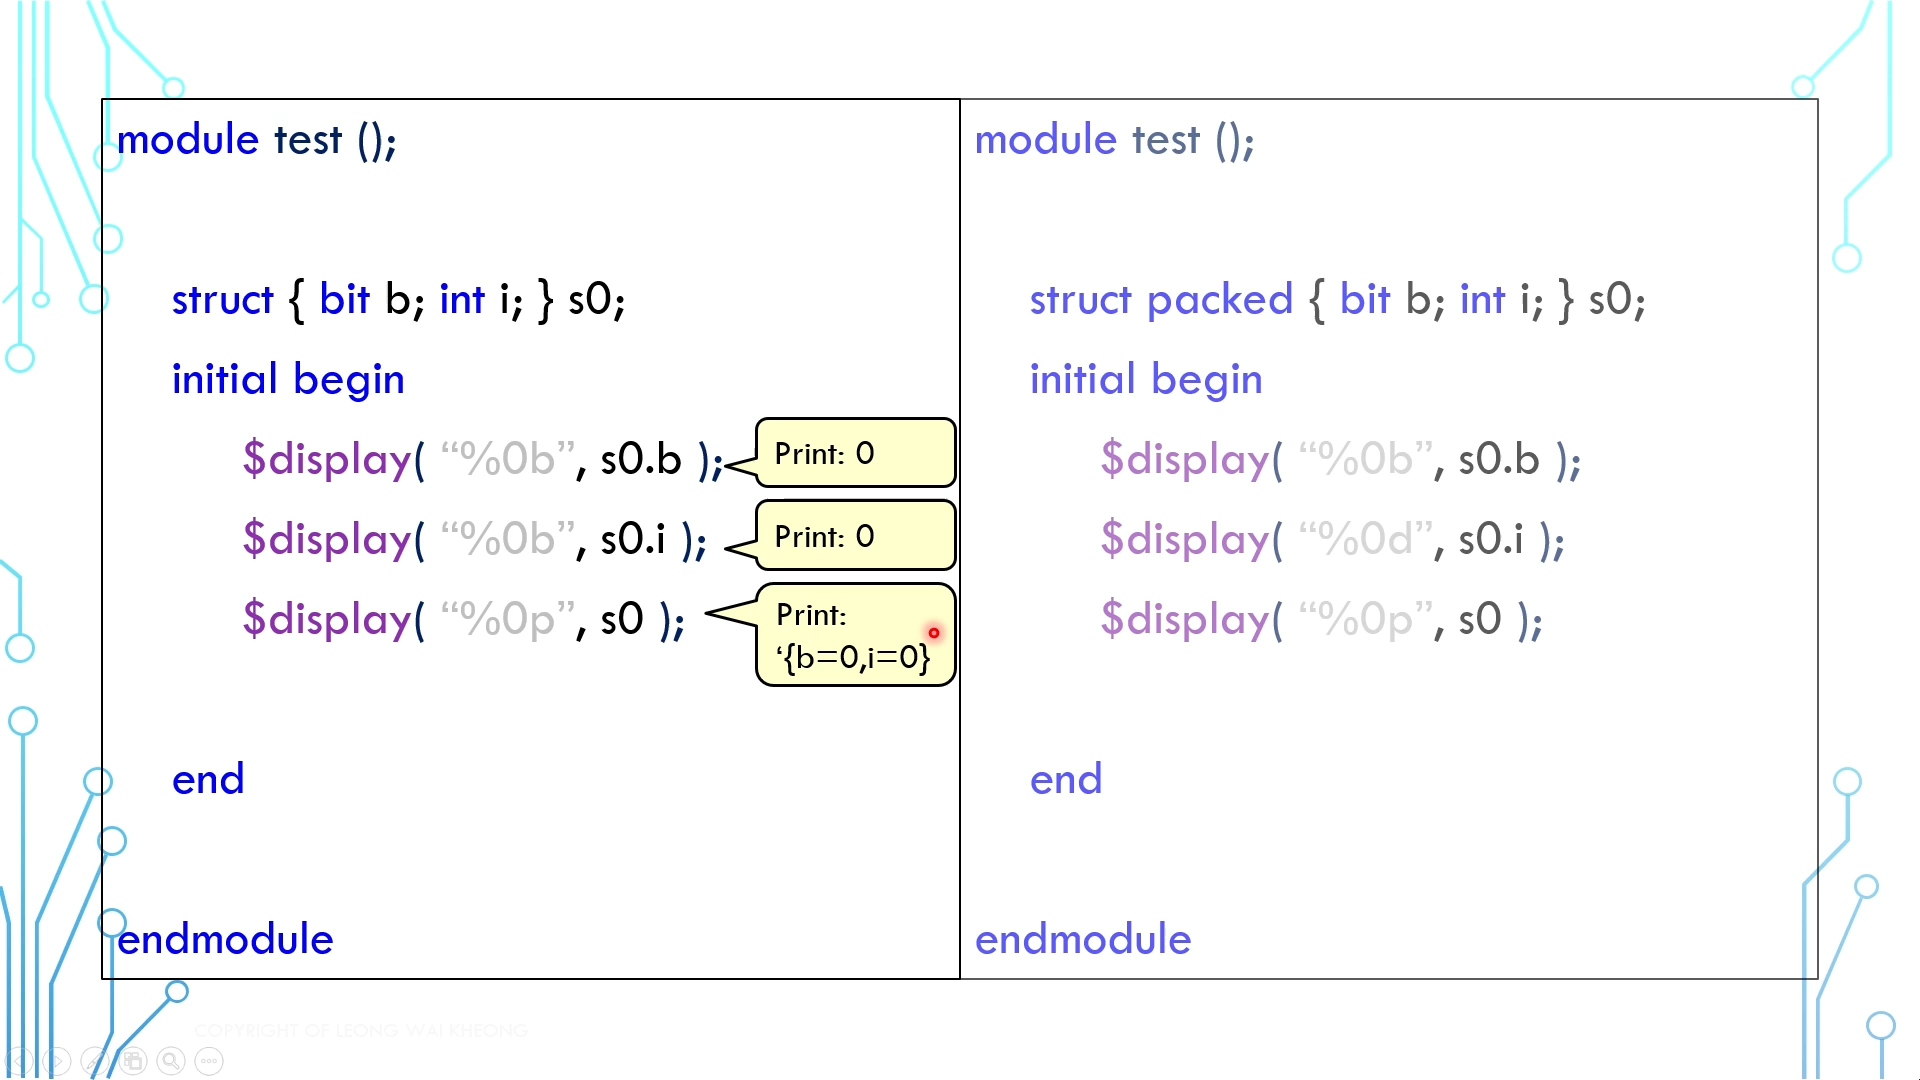 module test ();
struct { bit b; int i; } s0;
initial begin
$display( “%0b”, s0.b );
Print: 0
$display( “%0b”, s0.i );
Print: 0
$display( “%0p”, s0 );
Print:
‘{b=0,i=0}
end
endmodule
module test ();
struct packed { bit b; int i; } s0;
initial begin
$display( “%0b”, s0.b );
$display( “%0d”, s0.i );
$display( “%0p”, s0 );
end
endmodule
COPYRIGHT OF LEONG WAI KHEONG